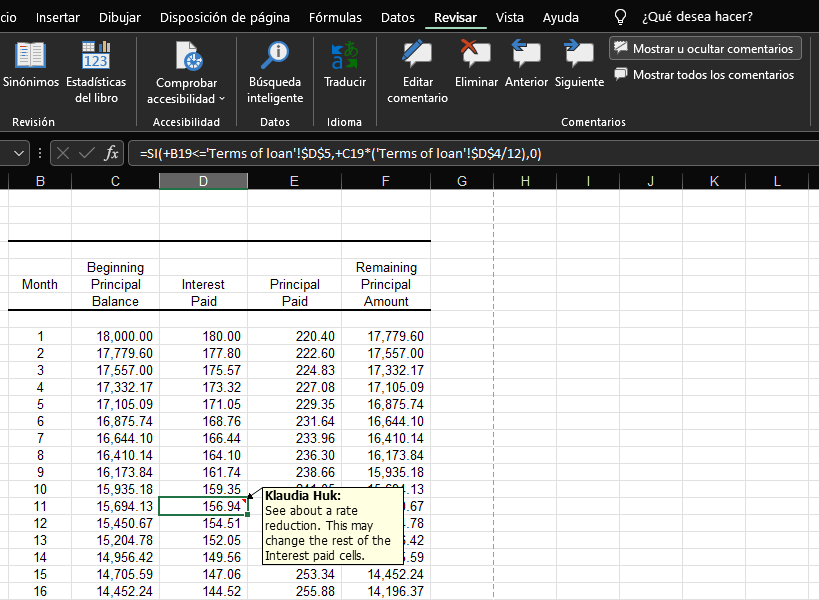 cio Insertar Dibujar Disposición de página Fórmulas Datos Revisar Vista Ayuda ¿Qué desea hacer?
Sinónimos
Estadísticas del libro
123
Revisión
Comprobar accesibilidad
Accesibilidad
Búsqueda inteligente
Datos
Traducir
Idioma
Editar comentario
Eliminar
Anterior
Siguiente
Mostrar u ocultar comentarios
Mostrar todos los comentarios
Comentarios
fx =SI(+B19<='Terms of loan'!$D$5,+C19*('Terms of loan'!$D$4/12),0)
B C D E F G H I J K L
Beginning Remaining
Month Principal Interest Principal Principal
Balance Paid Paid Amount
1 18,000.00 180.00 220.40 17,779.60
2 17,779.60 177.80 222.60 17,557.00
3 17,557.00 175.57 224.83 17,332.17
4 17,332.17 173.32 227.08 17,105.09
5 17,105.09 171.05 229.35 16,875.74
6 16,875.74 168.76 231.64 16,644.10
7 16,644.10 166.44 233.96 16,410.14
8 16,410.14 164.10 236.30 16,173.84
9 16,173.84 161.74 238.66 15,935.18
10 15,935.18 159.35 .13
11 15,694.13 156.94 .67
12 15,450.67 154.51 .78
13 15,204.78 152.05 .42
14 14,956.42 149.56 .59
15 14,705.59 147.06 253.34 14,452.24
16 14,452.24 144.52 255.88 14,196.37
Klaudia Huk:
See about a rate
reduction. This may
change the rest of the
Interest paid cells.